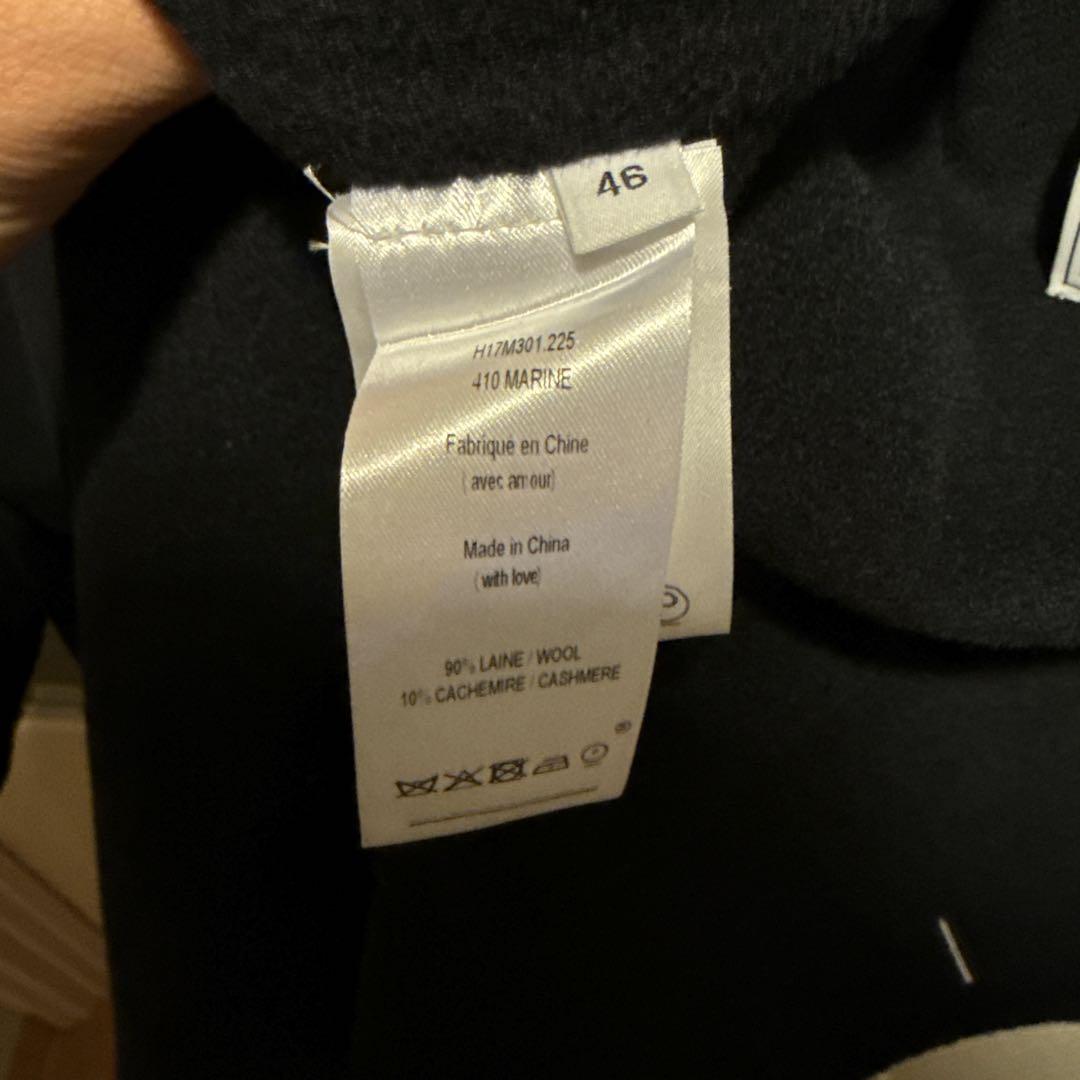 46
H17M301.225
410 MARINE
Fabrique en Chine
(avec amour)
Made in China
(with love)
90% LAINE / WOOL
10% CACHEMIRE / CASHMERE